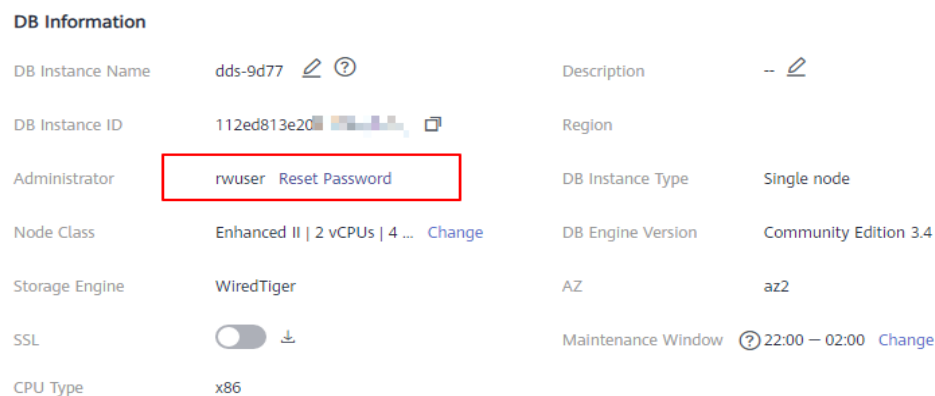 DB Information
DB Instance Name dds-9d77 Description --
DB Instance ID 112ed813e20 Region
Administrator rwuser Reset Password DB Instance Type Single node
Node Class Enhanced II | 2 vCPUs | 4 ... Change DB Engine Version Community Edition 3.4
Storage Engine WiredTiger AZ az2
SSL Maintenance Window 22:00 — 02:00 Change
CPU Type x86